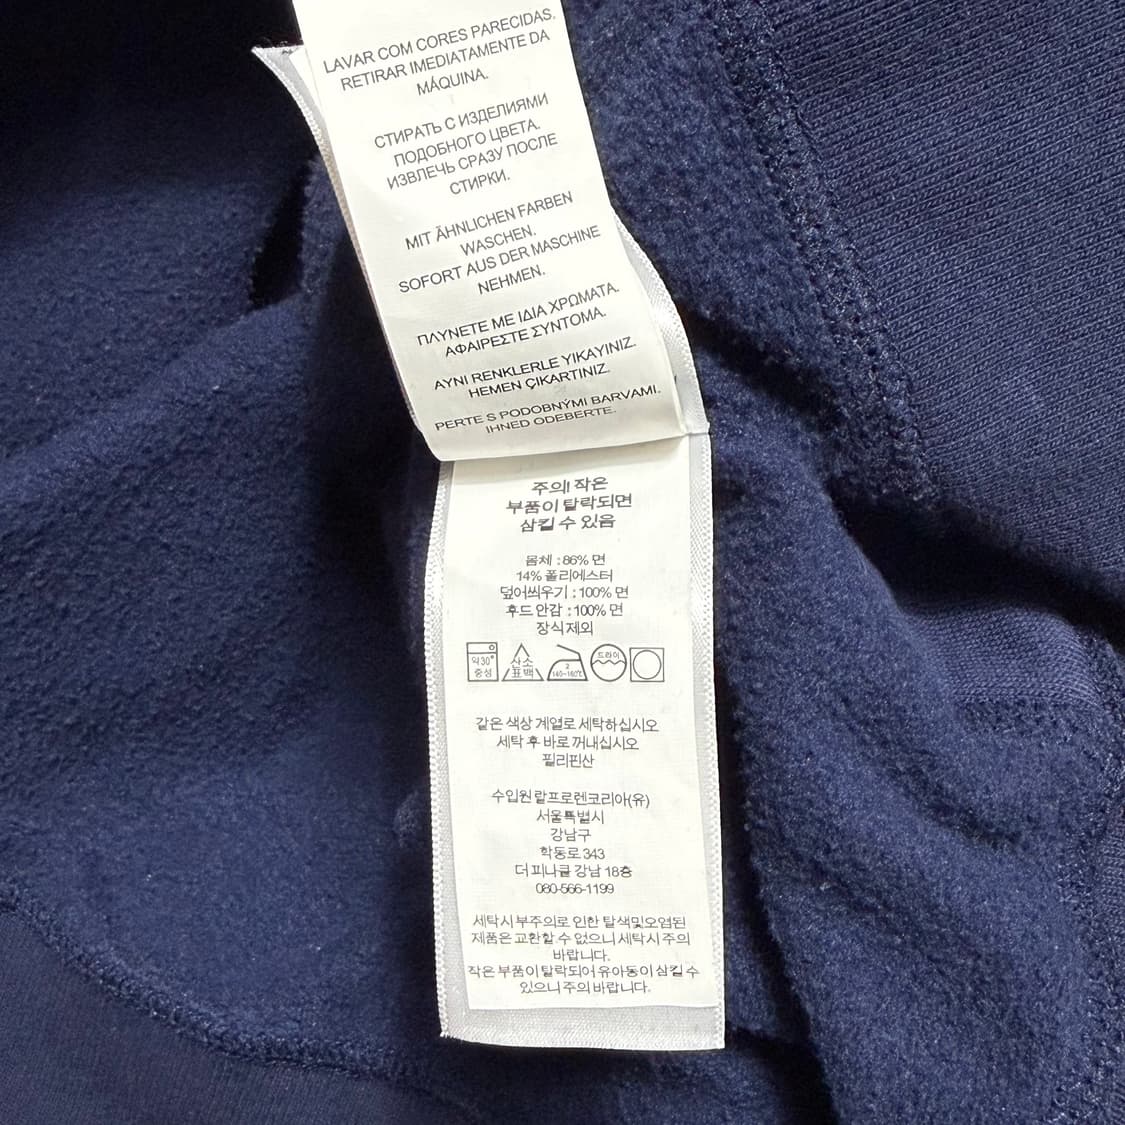 LAVAR COM CORES PARECIDAS.
RETIRAR IMEDIATAMENTE DA
MÁQUINA.
СТИРАТЬ С ИЗДЕЛИЯМИ
ПОДОБНОГО ЦВЕТА.
ИЗВЛЕЧЬ СРАЗУ ПОСЛЕ
СТИРКИ.
MIT ÄHNLICHEN FARBEN
WASCHEN.
SOFORT AUS DER MASCHINE
NEHMEN.
ΠΛΥΝΕΤΕ ΜΕ ΙΔΙΑ ΧΡΩΜΑΤΑ.
ΑΦΑΙΡΕΣΤΕ ΣΥΝΤΟΜΑ.
AYNI RENKLERLE YIKAYINIZ.
HEMEN ÇIKARTINIZ.
PERTE S PODOBNÝMI BARVAMI.
IHNED ODEBERTE.
주의! 작은
부품이 탈락되면
삼킬 수 있음
몸체 : 86% 면
14% 폴리에스터
덮어씌우기 : 100% 면
후드 안감 : 100% 면
장식제외
약30° 중성 산소 표백 2 140~160℃ 드라이
같은 색상 계열로 세탁하십시오
세탁 후 바로 꺼내십시오
필리핀산
수입원 랄프로렌코리아(유)
서울특별시
강남구
학동로 343
더 피나클 강남 18층
080-566-1199
세탁시 부주의로 인한 탈색및오염된
제품은 교환할 수 없으니 세탁시 주의
바랍니다.
작은 부품이 탈락되어 유아동이 삼킬 수
있으니 주의 바랍니다.